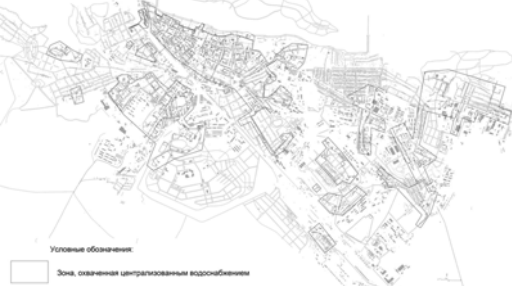 Условные обозначения:
Зона, охваченная централизованным водоснабжением